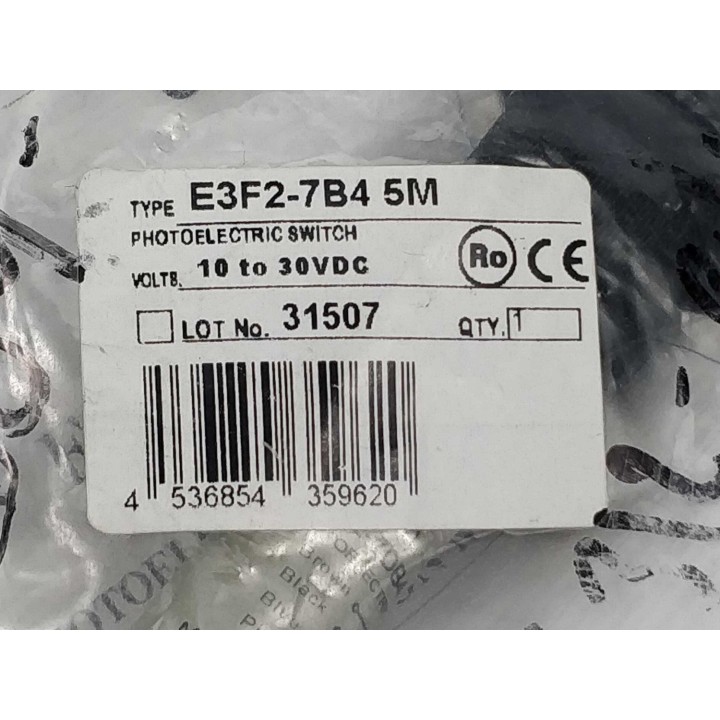 TYPE E3F2-7B4 5M
PHOTOELECTRIC SWITCH
VOLTS. 10 to 30VDC
Ro CE
LOT No. 31507 QTY. 1
4 536854 359620
Brown
Black